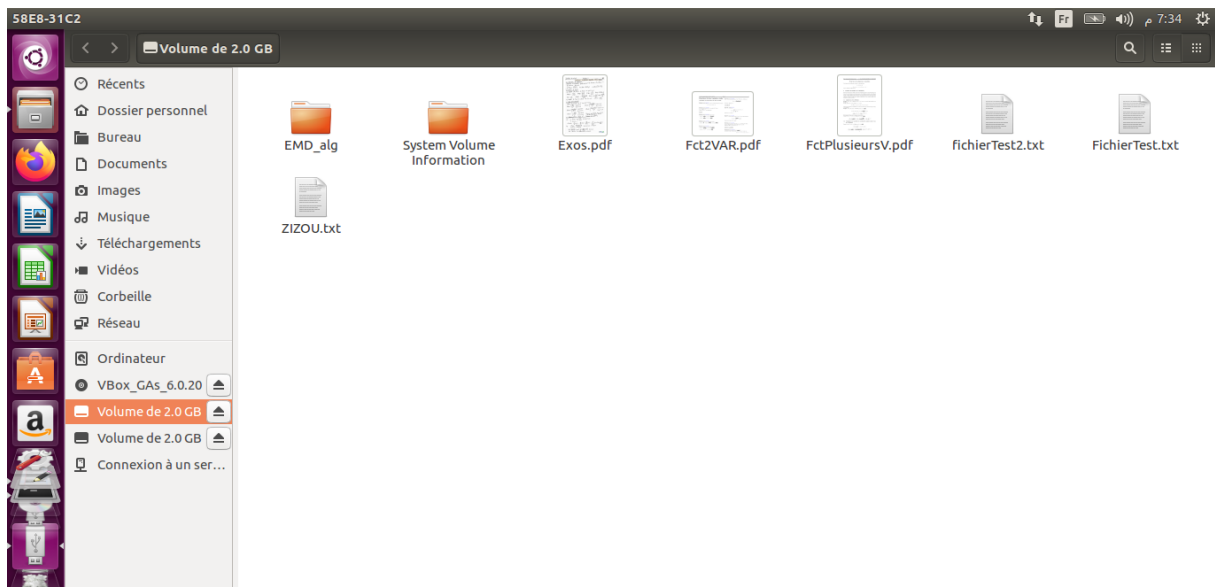 58E8-31C2
Fr
م 7:34
Volume de 2.0 GB
Récents
Dossier personnel
Bureau
Documents
Images
Musique
Téléchargements
Vidéos
Corbeille
Réseau
Ordinateur
VBox_GAs_6.0.20
Volume de 2.0 GB
Volume de 2.0 GB
Connexion à un ser...
EMD_alg
System Volume
Information
Exos.pdf
Fct2VAR.pdf
FctPlusieursV.pdf
fichierTest2.txt
FichierTest.txt
ZIZOU.txt